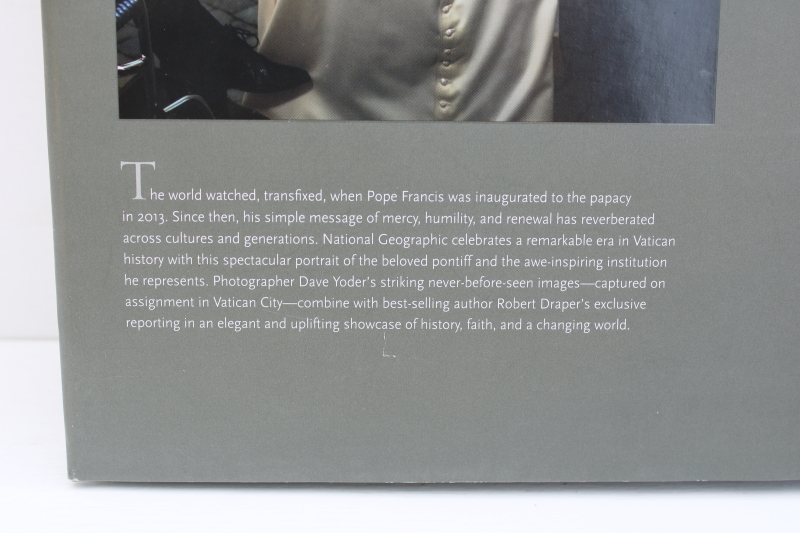 The world watched, transfixed, when Pope Francis was inaugurated to the papacy
in 2013. Since then, his simple message of mercy, humility, and renewal has reverberated
across cultures and generations. National Geographic celebrates a remarkable era in Vatican
history with this spectacular portrait of the beloved pontiff and the awe-inspiring institution
he represents. Photographer Dave Yoder's striking never-before-seen images—captured on
assignment in Vatican City—combine with best-selling author Robert Draper's exclusive
reporting in an elegant and uplifting showcase of history, faith, and a changing world.